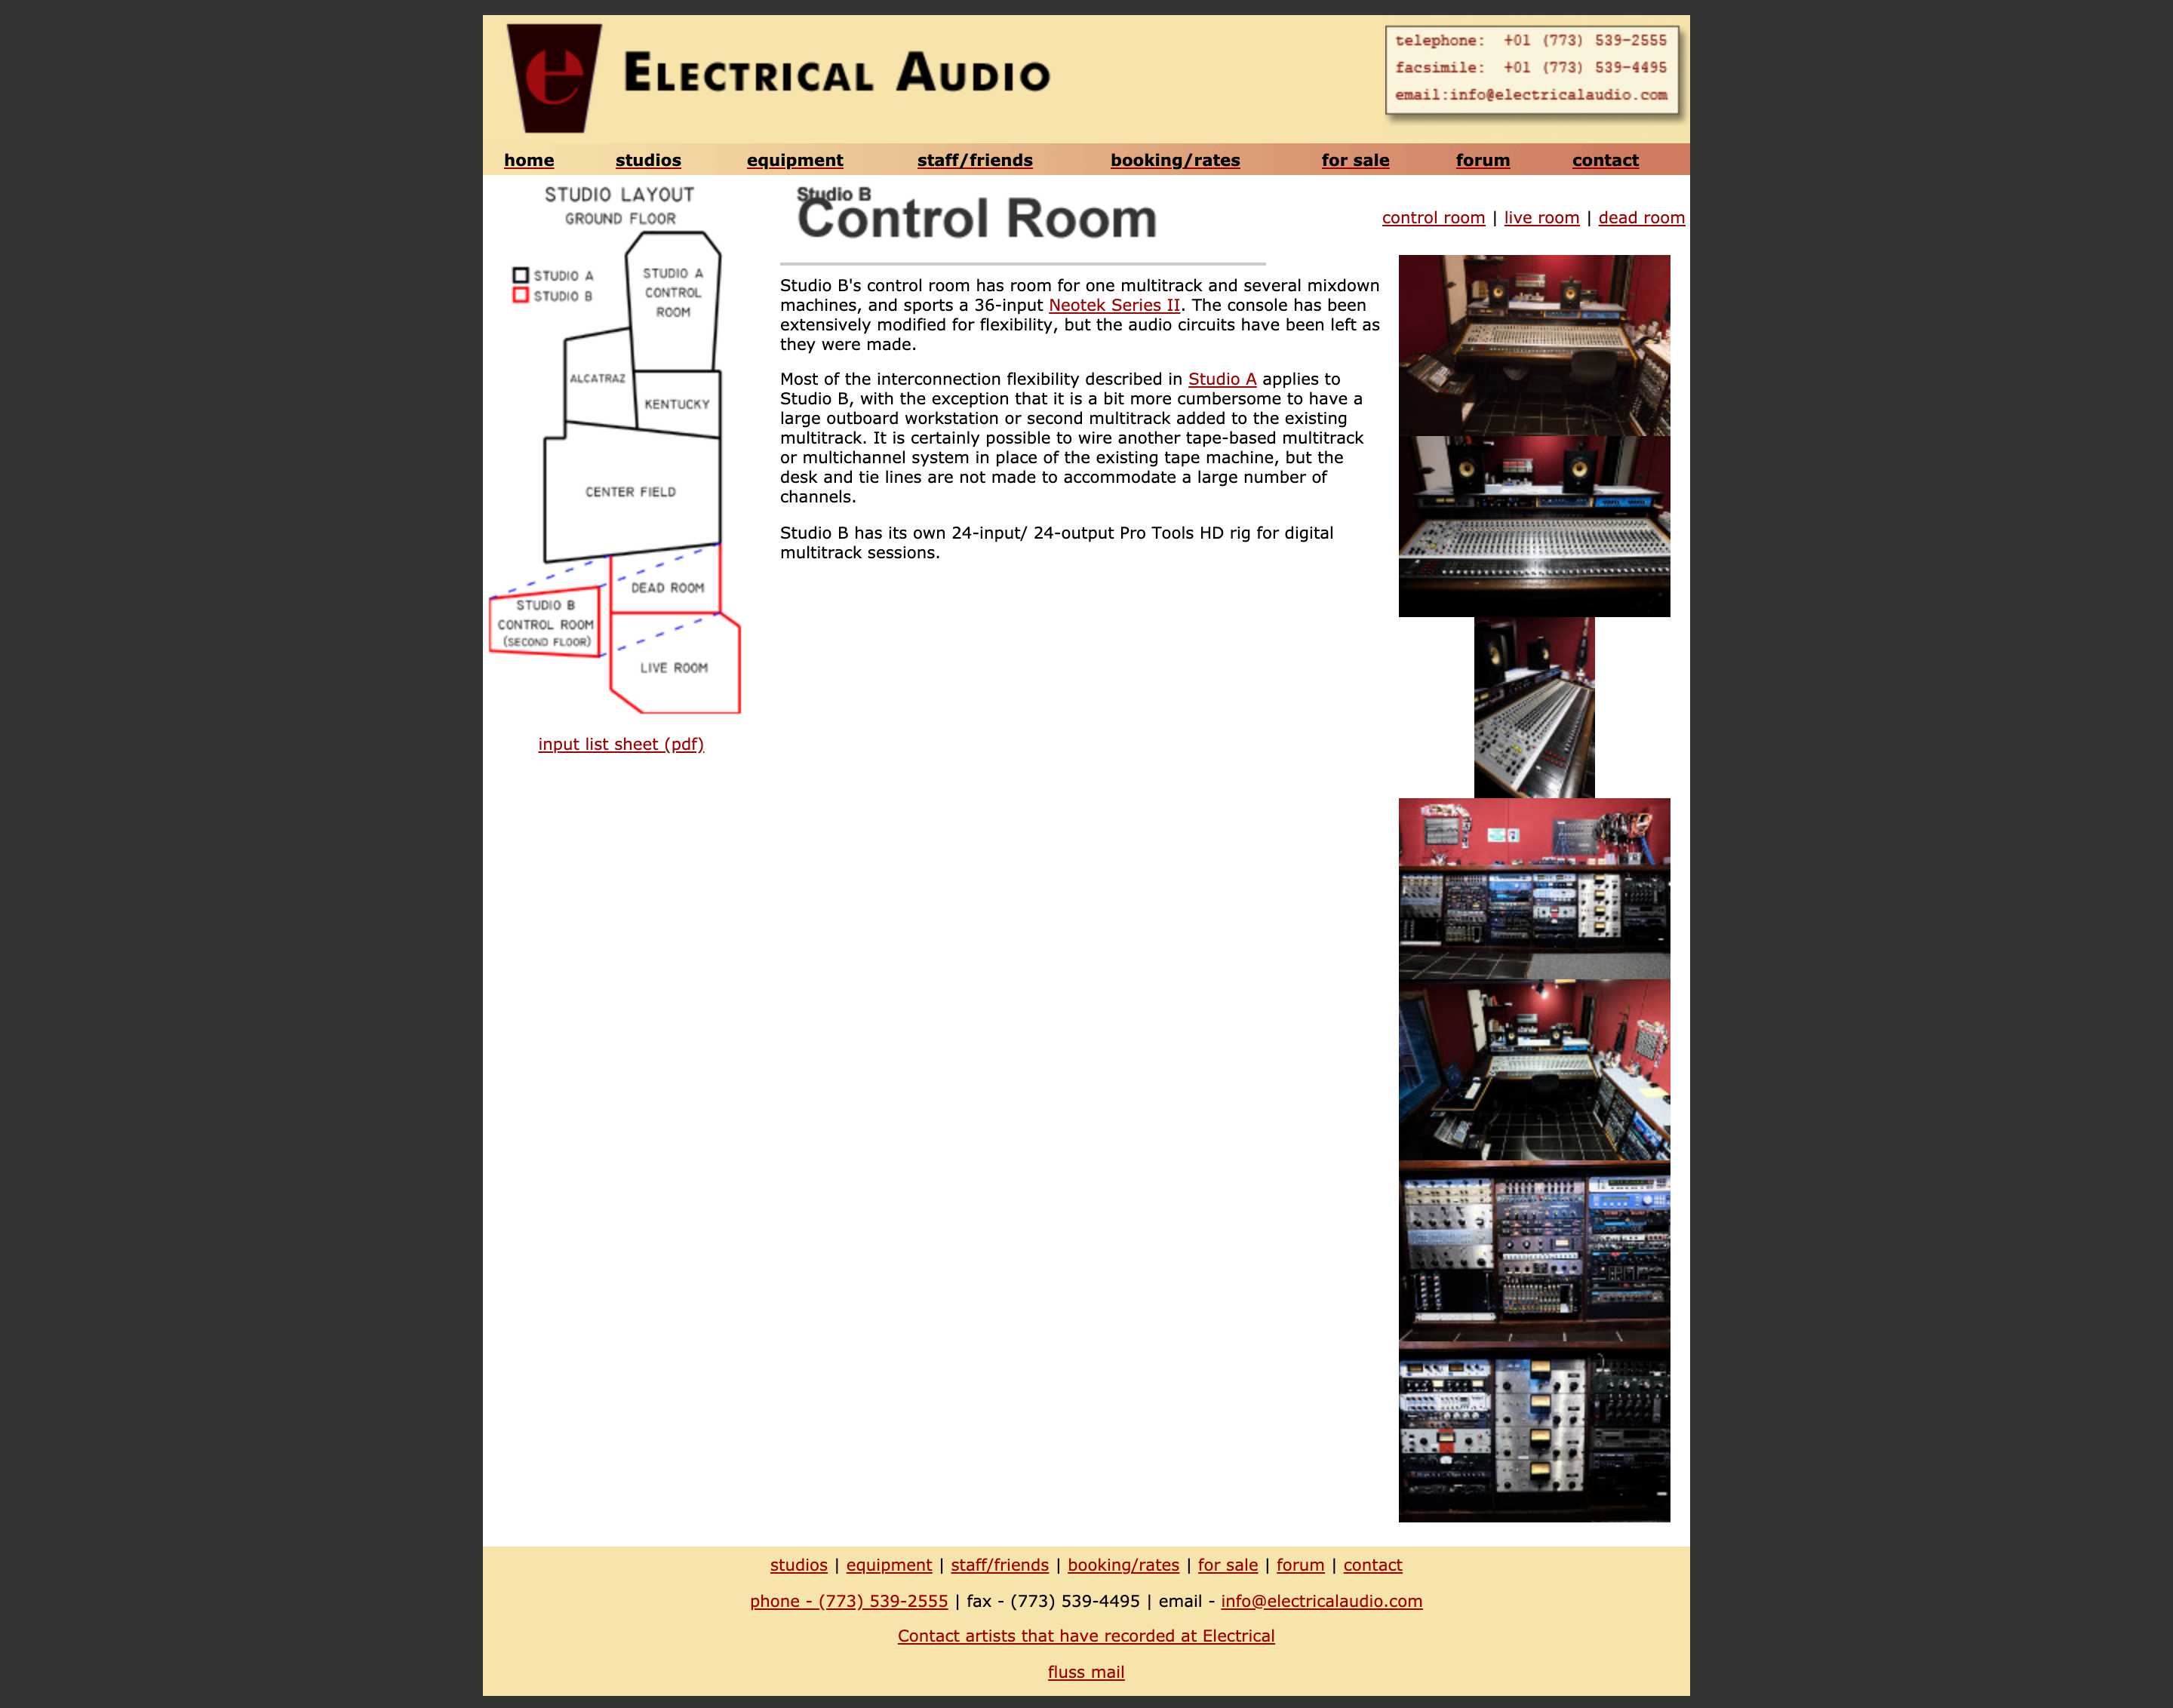 ELECTRICAL AUDIO
telephone: +01 (773) 539-2555
facsimile: +01 (773) 539-4495
email:info@electricalaudio.com
home studios equipment staff/friends booking/rates for sale forum contact
STUDIO LAYOUT
GROUND FLOOR
STUDIO A
STUDIO B
STUDIO A
CONTROL
ROOM
ALCATRAZ
KENTUCKY
CENTER FIELD
DEAD ROOM
STUDIO B
CONTROL ROOM
(SECOND FLOOR)
LIVE ROOM
input list sheet (pdf)
Studio B
Control Room
control room | live room | dead room
Studio B's control room has room for one multitrack and several mixdown
machines, and sports a 36-input Neotek Series II. The console has been
extensively modified for flexibility, but the audio circuits have been left as
they were made.
Most of the interconnection flexibility described in Studio A applies to
Studio B, with the exception that it is a bit more cumbersome to have a
large outboard workstation or second multitrack added to the existing
multitrack. It is certainly possible to wire another tape-based multitrack
or multichannel system in place of the existing tape machine, but the
desk and tie lines are not made to accommodate a large number of
channels.
Studio B has its own 24-input/ 24-output Pro Tools HD rig for digital
multitrack sessions.
studios | equipment | staff/friends | booking/rates | for sale | forum | contact
phone - (773) 539-2555 | fax - (773) 539-4495 | email - info@electricalaudio.com
Contact artists that have recorded at Electrical
fluss mail